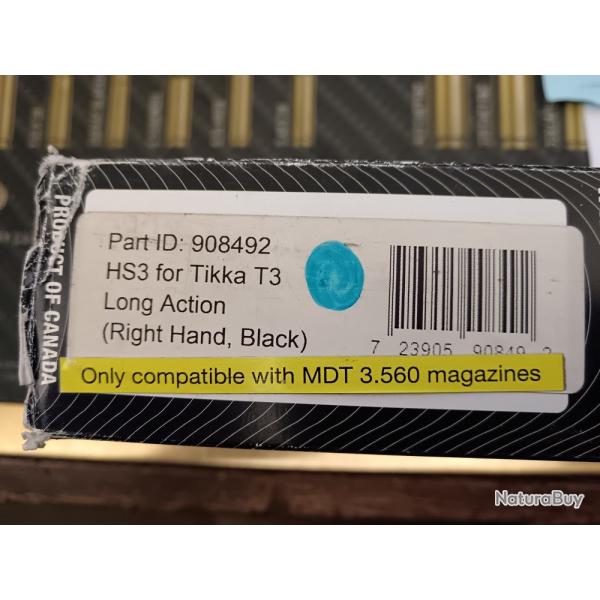 PRODUCT OF CANADA
Part ID: 908492
HS3 for Tikka T3
Long Action
(Right Hand, Black)
7 23905 90849
Only compatible with MDT 3.560 magazines
NaturaBuy